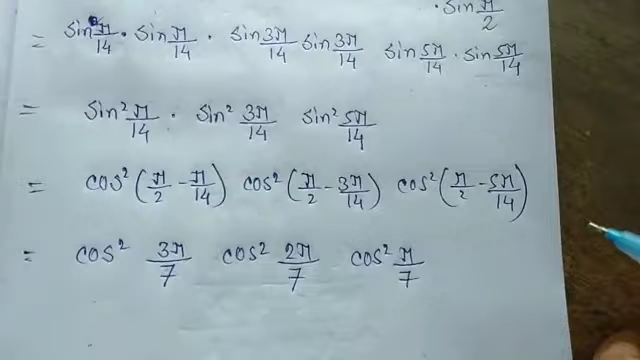 · sin π/2
= sin π/14 · sin π/14 · sin 3π/14 sin 3π/14 sin 5π/14 · sin 5π/14
= sin² π/14 · sin² 3π/14 sin² 5π/14
= cos² (π/2 - π/14) cos² (π/2 - 3π/14) cos² (π/2 - 5π/14)
= cos² 3π/7 cos² 2π/7 cos² π/7